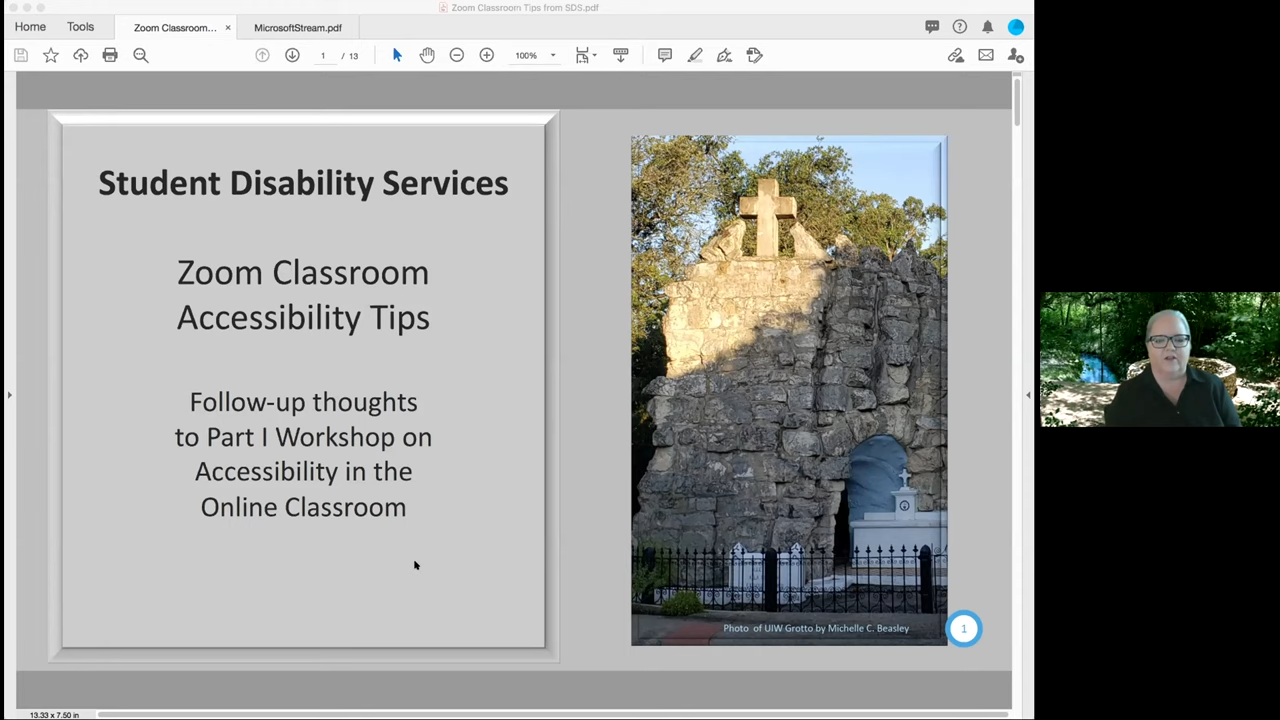 Zoom Classroom Tips from SDS.pdf
Home
Tools
Zoom Classroom...
MicrosoftStream.pdf
1 / 13
100%
Student Disability Services
Zoom Classroom
Accessibility Tips
Follow-up thoughts
to Part I Workshop on
Accessibility in the
Online Classroom
Photo of UIW Grotto by Michelle C. Beasley
1
13.33 x 7.50 in